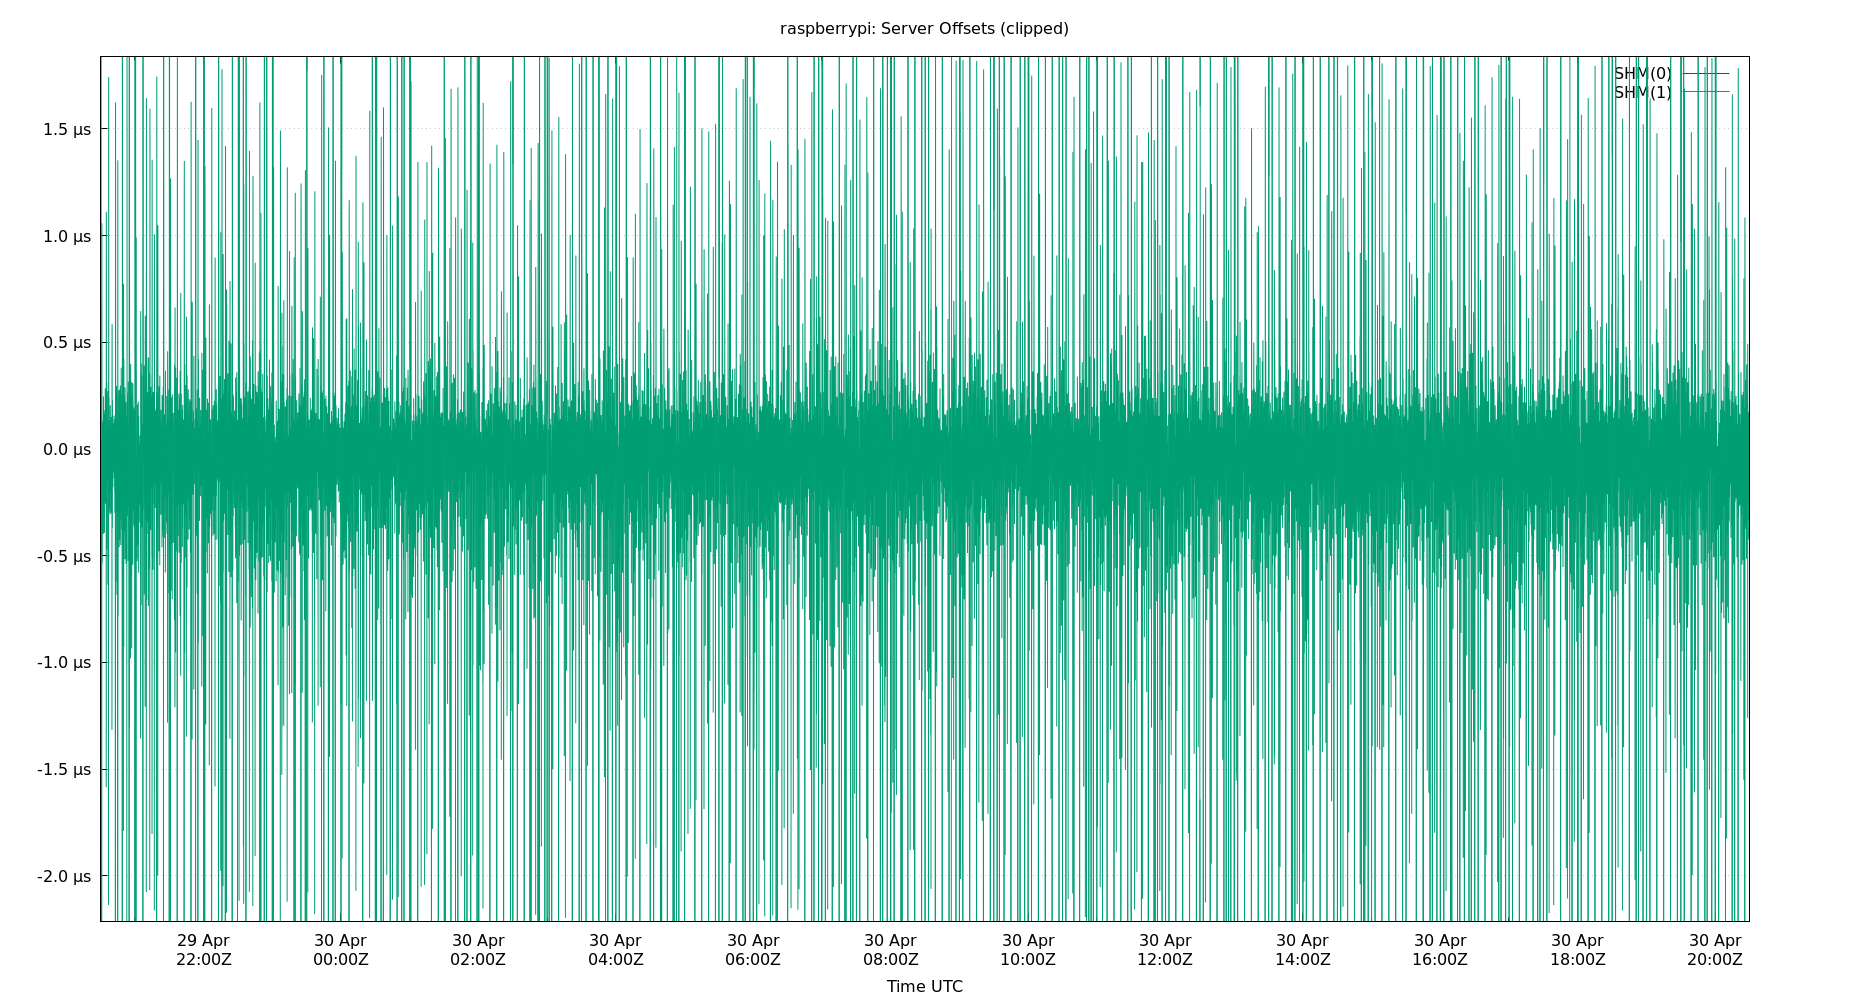 raspberrypi: Server Offsets (clipped)
SHM(0)
SHM(1)
1.5 µs
1.0 µs
0.5 µs
0.0 µs
-0.5 µs
-1.0 µs
-1.5 µs
-2.0 µs
29 Apr 30 Apr 30 Apr 30 Apr 30 Apr 30 Apr 30 Apr 30 Apr 30 Apr 30 Apr 30 Apr 30 Apr
22:00Z 00:00Z 02:00Z 04:00Z 06:00Z 08:00Z 10:00Z 12:00Z 14:00Z 16:00Z 18:00Z 20:00Z
Time UTC